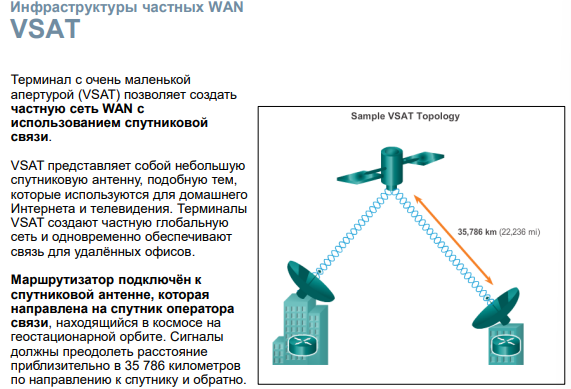 Инфраструктуры частных WAN
VSAT
Терминал с очень маленькой
апертурой (VSAT) позволяет создать
частную сеть WAN с
использованием спутниковой
связи.
VSAT представляет собой небольшую
спутниковую антенну, подобную тем,
которые используются для домашнего
Интернета и телевидения. Терминалы
VSAT создают частную глобальную
сеть и одновременно обеспечивают
связь для удалённых офисов.
Маршрутизатор подключён к
спутниковой антенне, которая
направлена на спутник оператора
связи, находящийся в космосе на
геостационарной орбите. Сигналы
должны преодолеть расстояние
приблизительно в 35 786 километров
по направлению к спутнику и обратно.
Sample VSAT Topology
35,786 km (22,236 mi)